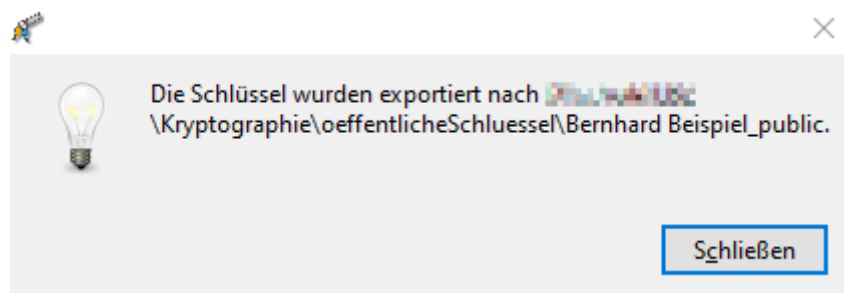 Die Schlüssel wurden exportiert nach
\Kryptographie\oeffentlicheSchluessel\Bernhard Beispiel_public.
Schließen